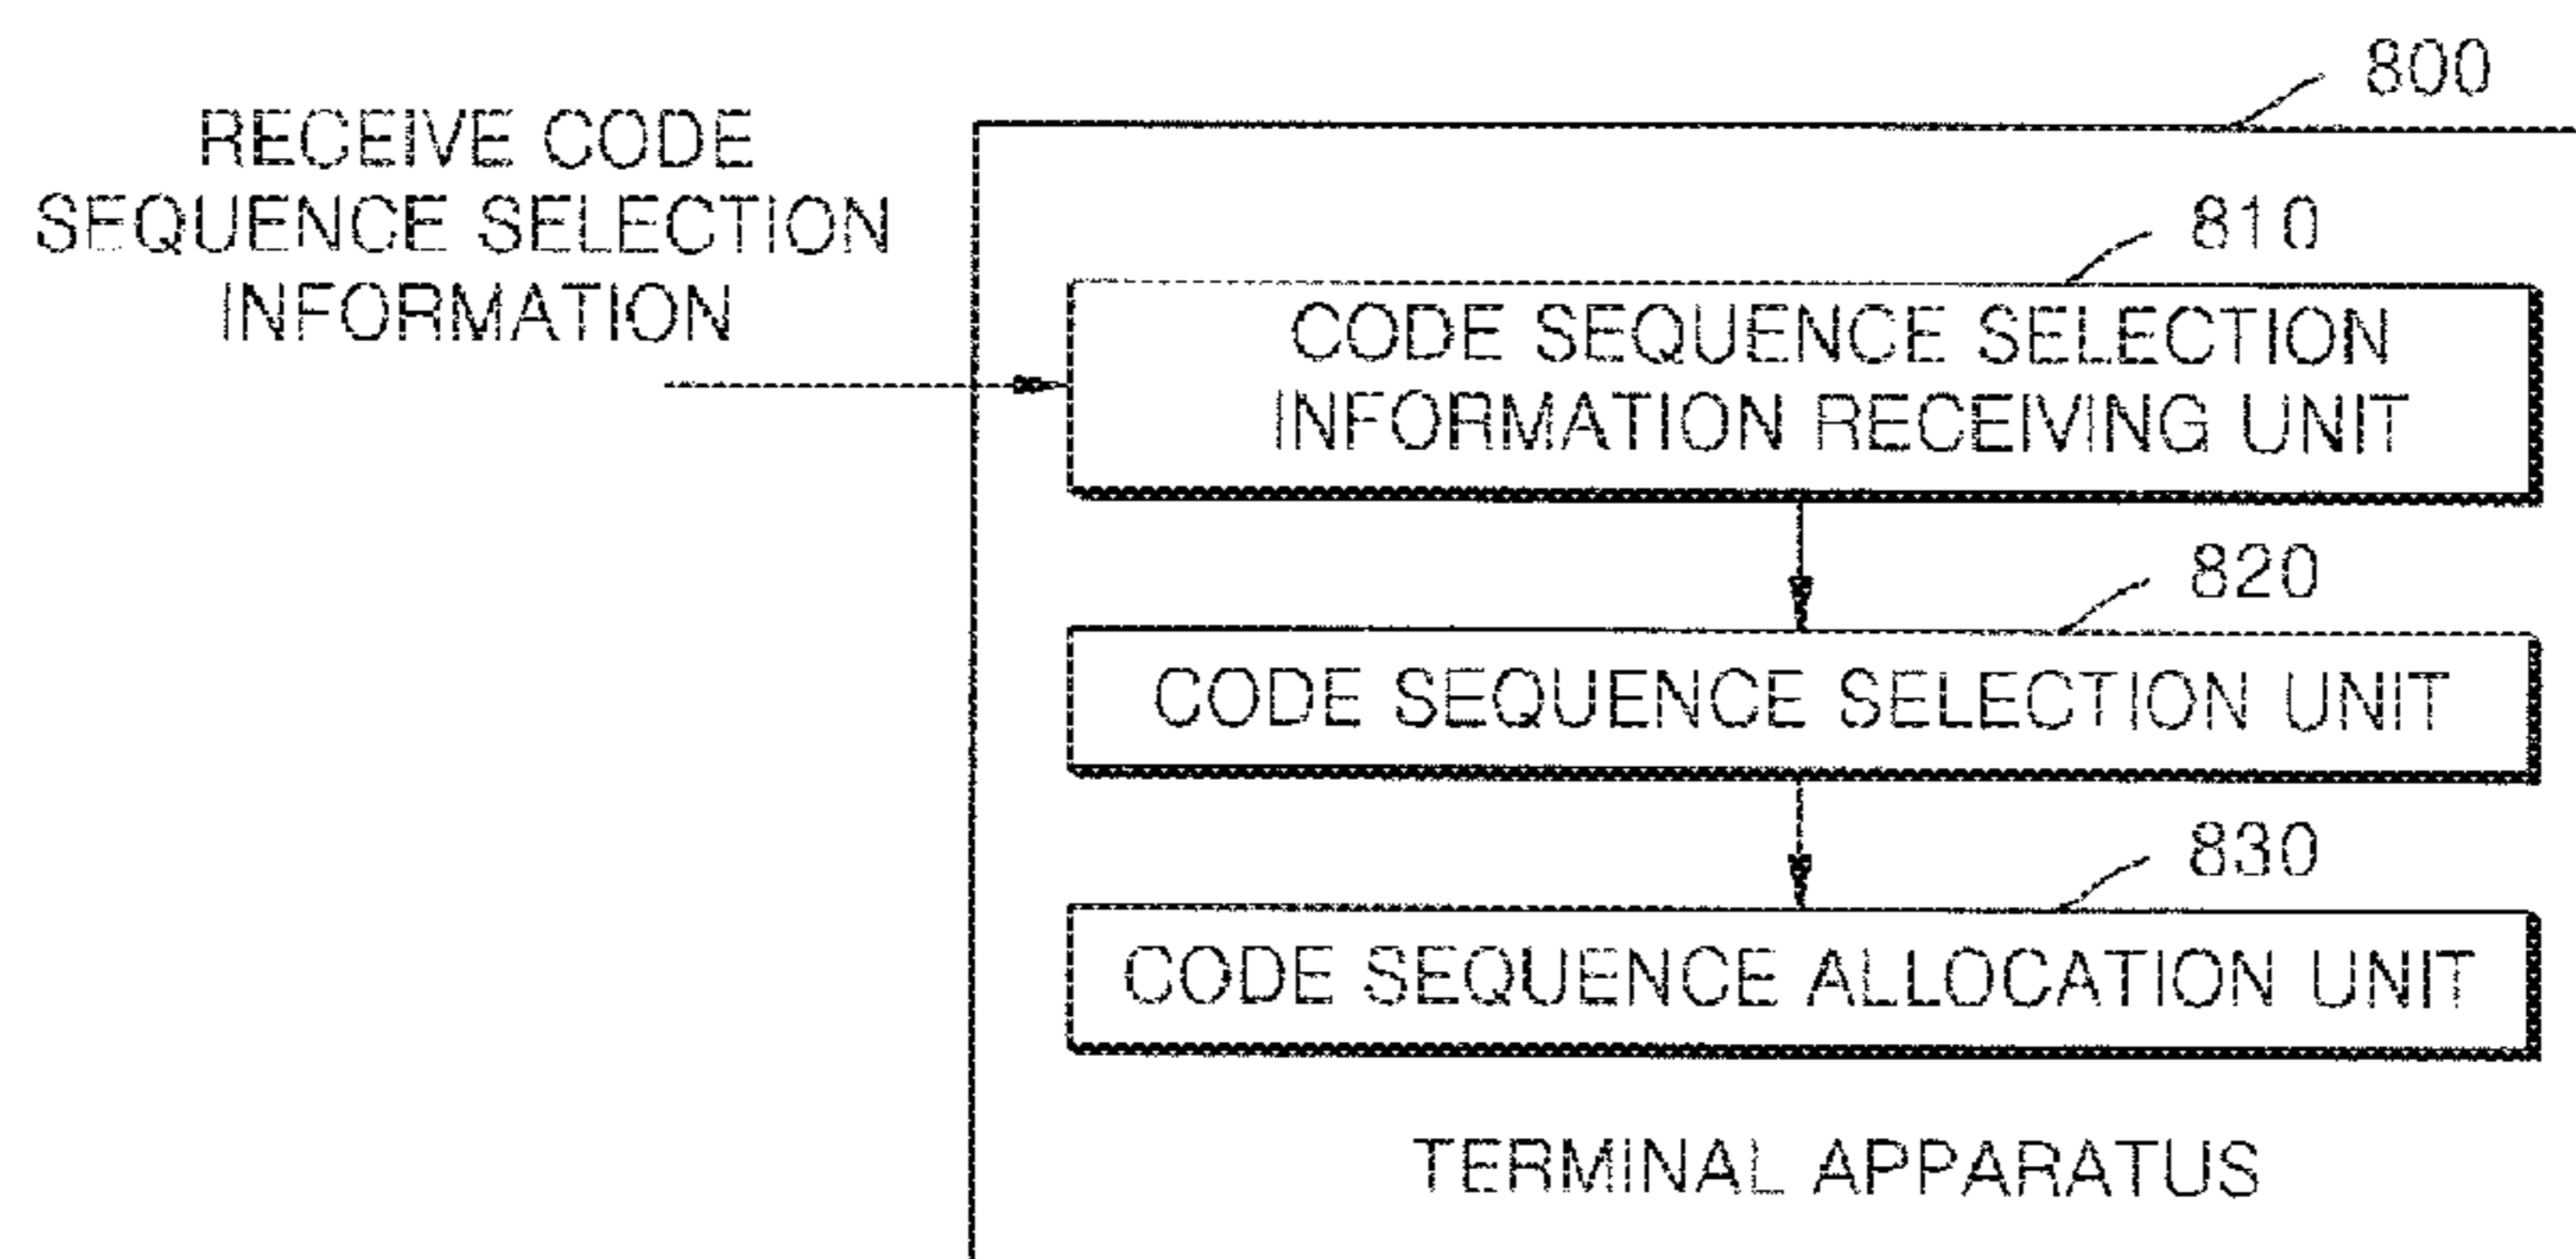 800
RECEIVE CODE
SEQUENCE SELECTION
INFORMATION
810
CODE SEQUENCE SELECTION
INFORMATION RECEIVING UNIT
820
CODE SEQUENCE SELECTION UNIT
830
CODE SEQUENCE ALLOCATION UNIT
TERMINAL APPARATUS